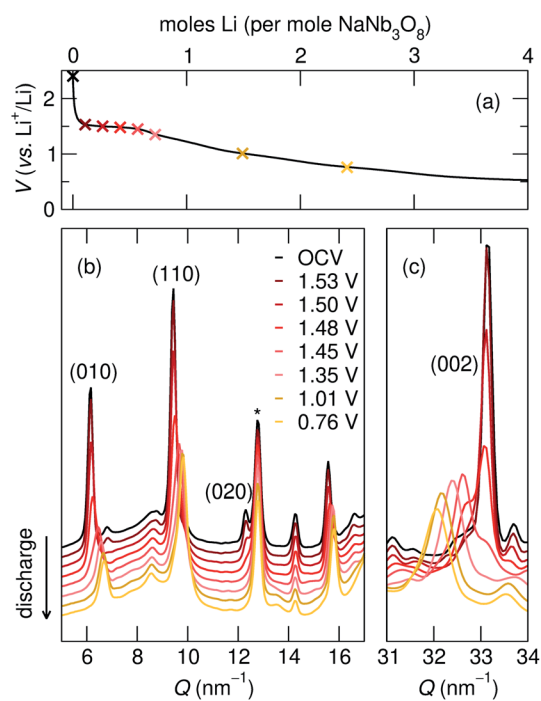 moles Li (per mole NaNb₃O₈)
0 1 2 3 4
V (vs. Li⁺/Li)
2
1
0
(a)
(b)
(010)
(110)
(020)
*
OCV
1.53 V
1.50 V
1.48 V
1.45 V
1.35 V
1.01 V
0.76 V
(c)
(002)
discharge
6 8 10 12 14 16
Q (nm⁻¹)
31 32 33 34
Q (nm⁻¹)